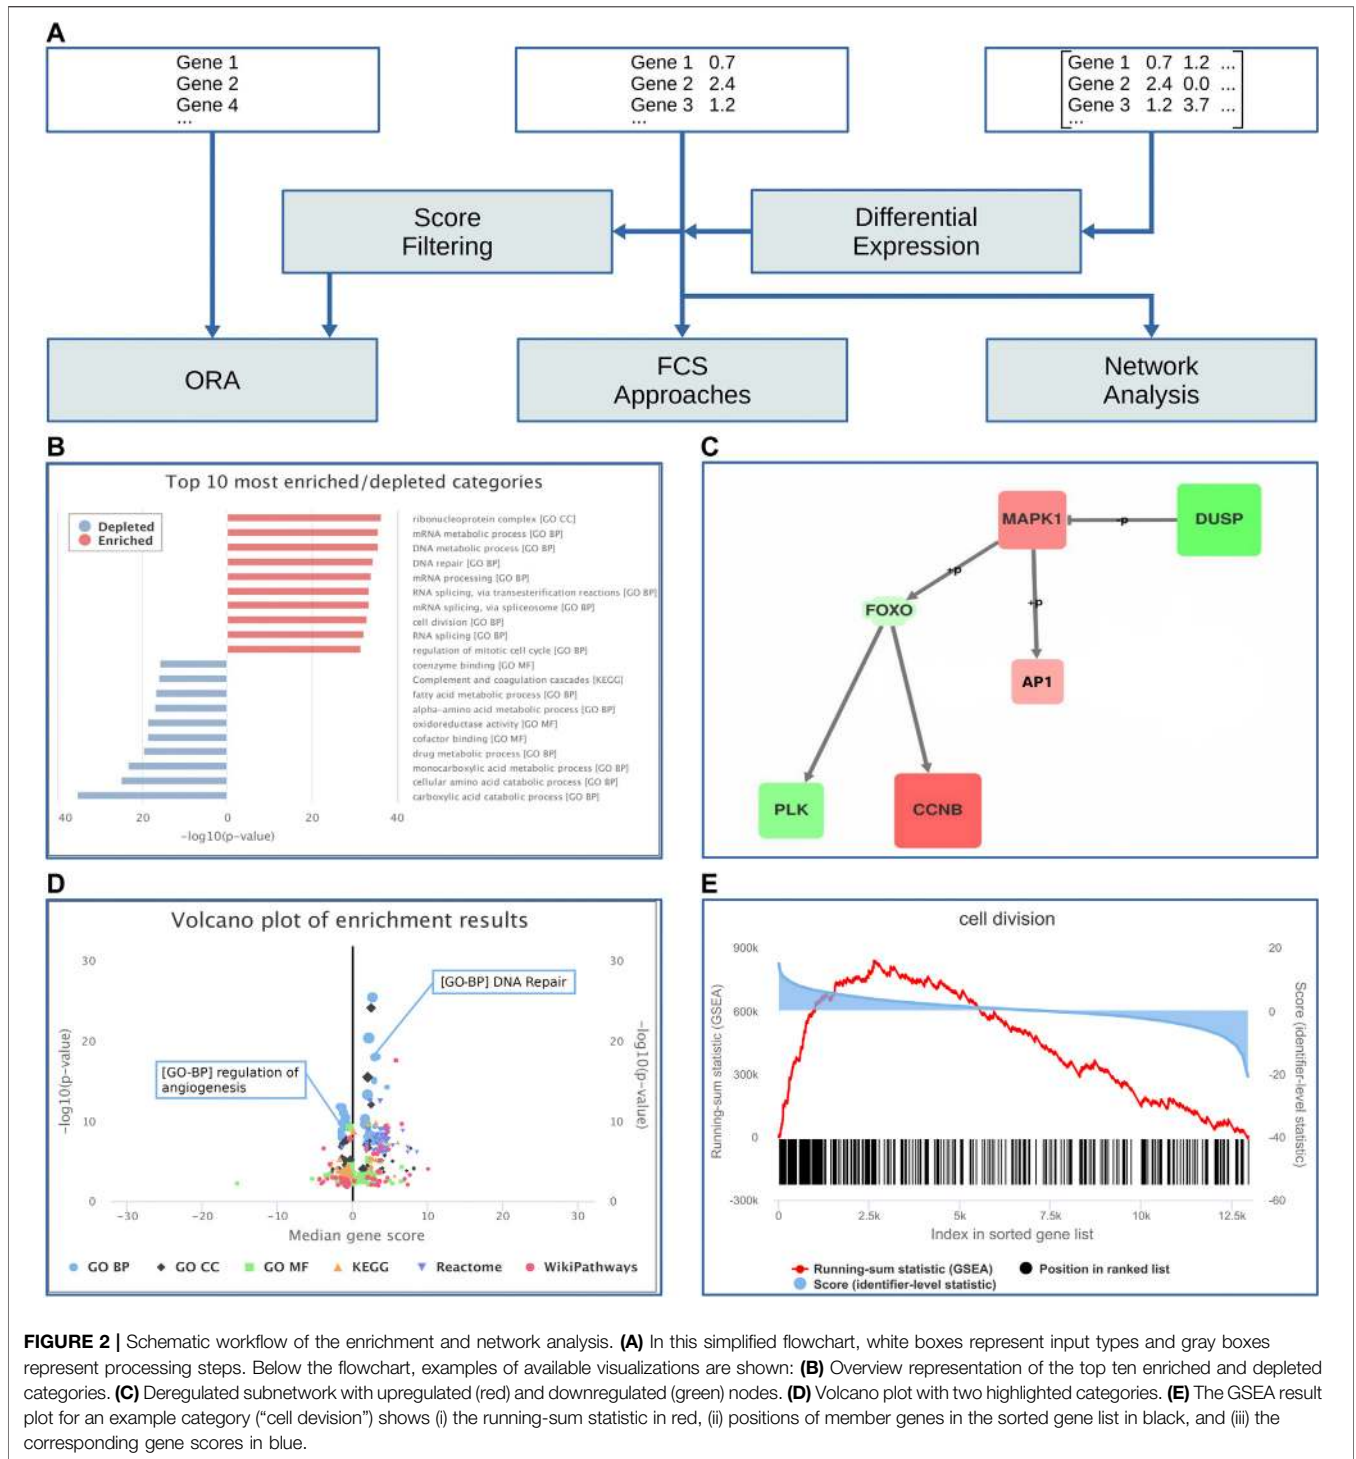 A
Gene 1
Gene 2
Gene 4
...
Gene 1 0.7
Gene 2 2.4
Gene 3 1.2
...
Gene 1 0.7 1.2 ...
Gene 2 2.4 0.0 ...
Gene 3 1.2 3.7 ...
...
Score
Filtering
Differential
Expression
ORA
FCS
Approaches
Network
Analysis
B
Top 10 most enriched/depleted categories
Depleted
Enriched
ribonucleoprotein complex [GO CC]
mRNA metabolic process [GO BP]
DNA metabolic process [GO BP]
DNA repair [GO BP]
mRNA processing [GO BP]
RNA splicing, via transesterification reactions [GO BP]
mRNA splicing, via spliceosome [GO BP]
cell division [GO BP]
RNA splicing [GO BP]
regulation of mitotic cell cycle [GO BP]
coenzyme binding [GO MF]
Complement and coagulation cascades [KEGG]
fatty acid metabolic process [GO BP]
alpha-amino acid metabolic process [GO BP]
oxidoreductase activity [GO MF]
cofactor binding [GO MF]
drug metabolic process [GO BP]
monocarboxylic acid metabolic process [GO BP]
cellular amino acid catabolic process [GO BP]
carboxylic acid catabolic process [GO BP]
40 20 0 20 40
-log10(p-value)
C
MAPK1
-p
DUSP
+p
+p
FOXO
AP1
PLK
CCNB
D
Volcano plot of enrichment results
30
20
10
0
-log10(p-value)
[GO-BP] DNA Repair
[GO-BP] regulation of
angiogenesis
30
20
10
0
-log10(p-value)
-30 -20 -10 0 10 20 30
Median gene score
GO BP GO CC GO MF KEGG Reactome WikiPathways
E
cell division
900k
600k
300k
0
-300k
Running-sum statistic (GSEA)
20
0
-20
-40
-60
Score (identifier-level statistic)
0 2.5k 5k 7.5k 10k 12.5k
Index in sorted gene list
Running-sum statistic (GSEA) Position in ranked list
Score (identifier-level statistic)
FIGURE 2 | Schematic workflow of the enrichment and network analysis. (A) In this simplified flowchart, white boxes represent input types and gray boxes
represent processing steps. Below the flowchart, examples of available visualizations are shown: (B) Overview representation of the top ten enriched and depleted
categories. (C) Deregulated subnetwork with upregulated (red) and downregulated (green) nodes. (D) Volcano plot with two highlighted categories. (E) The GSEA result
plot for an example category (“cell devision”) shows (i) the running-sum statistic in red, (ii) positions of member genes in the sorted gene list in black, and (iii) the
corresponding gene scores in blue.